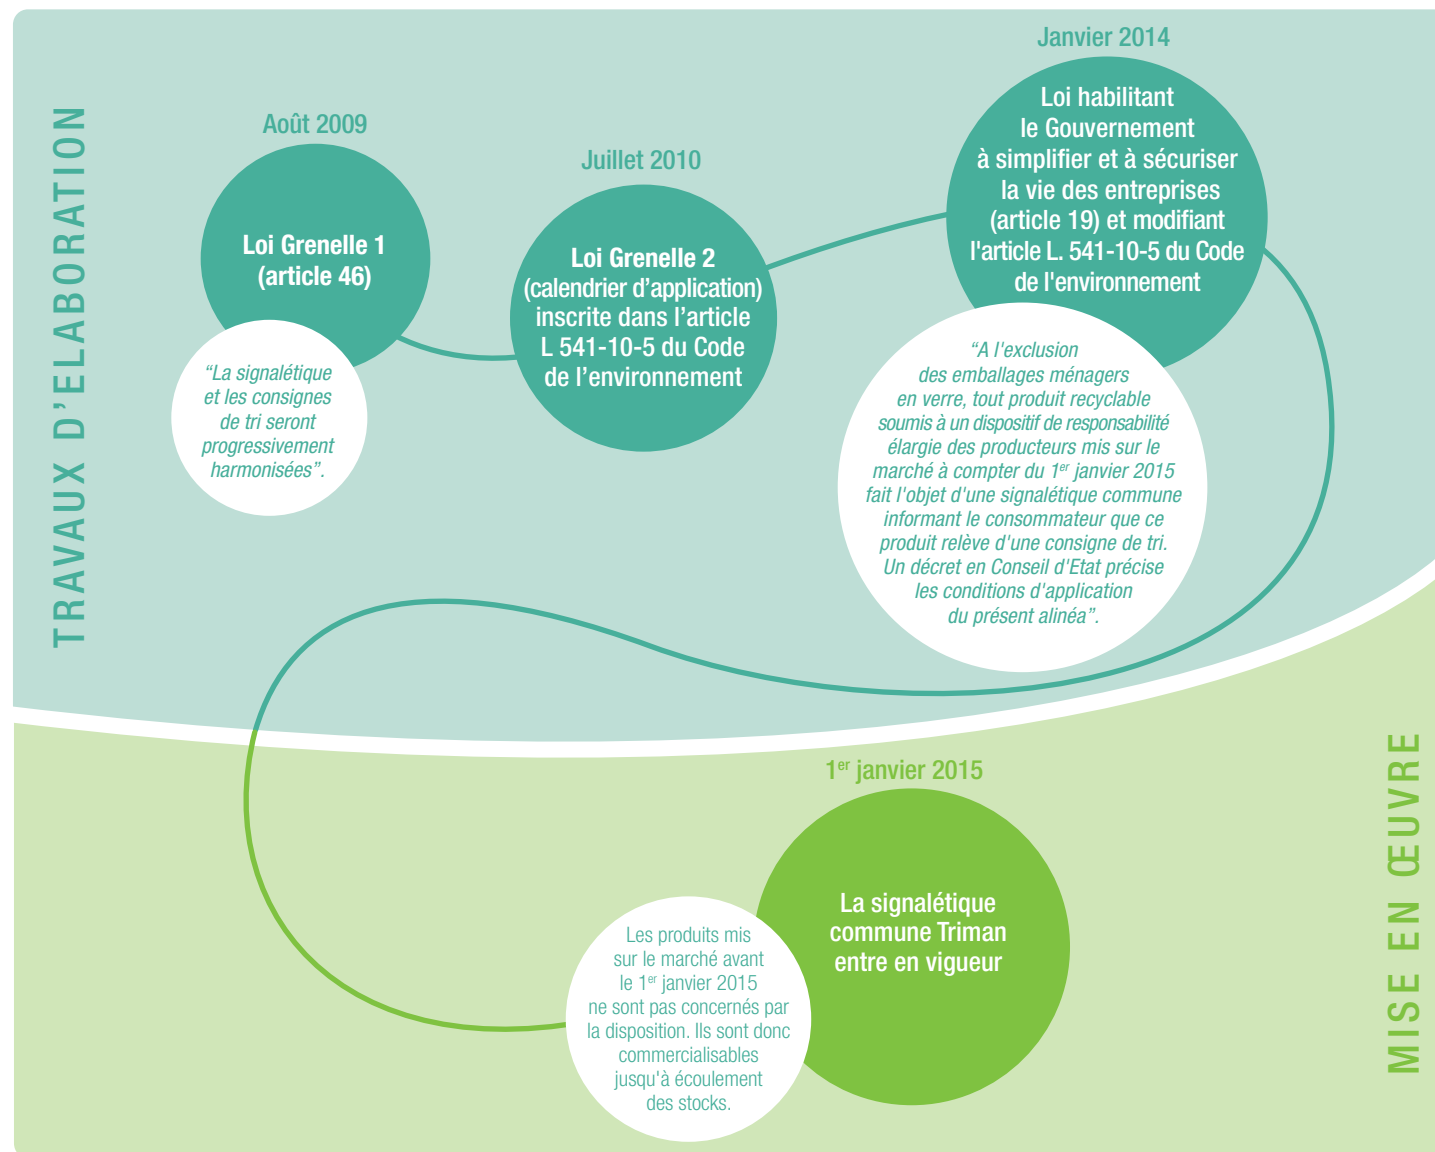 TRAVAUX D’ELABORATION
Août 2009
Loi Grenelle 1
(article 46)
“La signalétique
et les consignes
de tri seront
progressivement
harmonisées”.
Juillet 2010
Loi Grenelle 2
(calendrier d’application)
inscrite dans l’article
L 541-10-5 du Code
de l’environnement
Janvier 2014
Loi habilitant
le Gouvernement
à simplifier et à sécuriser
la vie des entreprises
(article 19) et modifiant
l'article L. 541-10-5 du Code
de l'environnement
“A l'exclusion
des emballages ménagers
en verre, tout produit recyclable
soumis à un dispositif de responsabilité
élargie des producteurs mis sur le
marché à compter du 1er janvier 2015
fait l'objet d'une signalétique commune
informant le consommateur que ce
produit relève d'une consigne de tri.
Un décret en Conseil d'Etat précise
les conditions d'application
du présent alinéa”.
MISE EN ŒUVRE
1er janvier 2015
La signalétique
commune Triman
entre en vigueur
Les produits mis
sur le marché avant
le 1er janvier 2015
ne sont pas concernés par
la disposition. Ils sont donc
commercialisables
jusqu'à écoulement
des stocks.